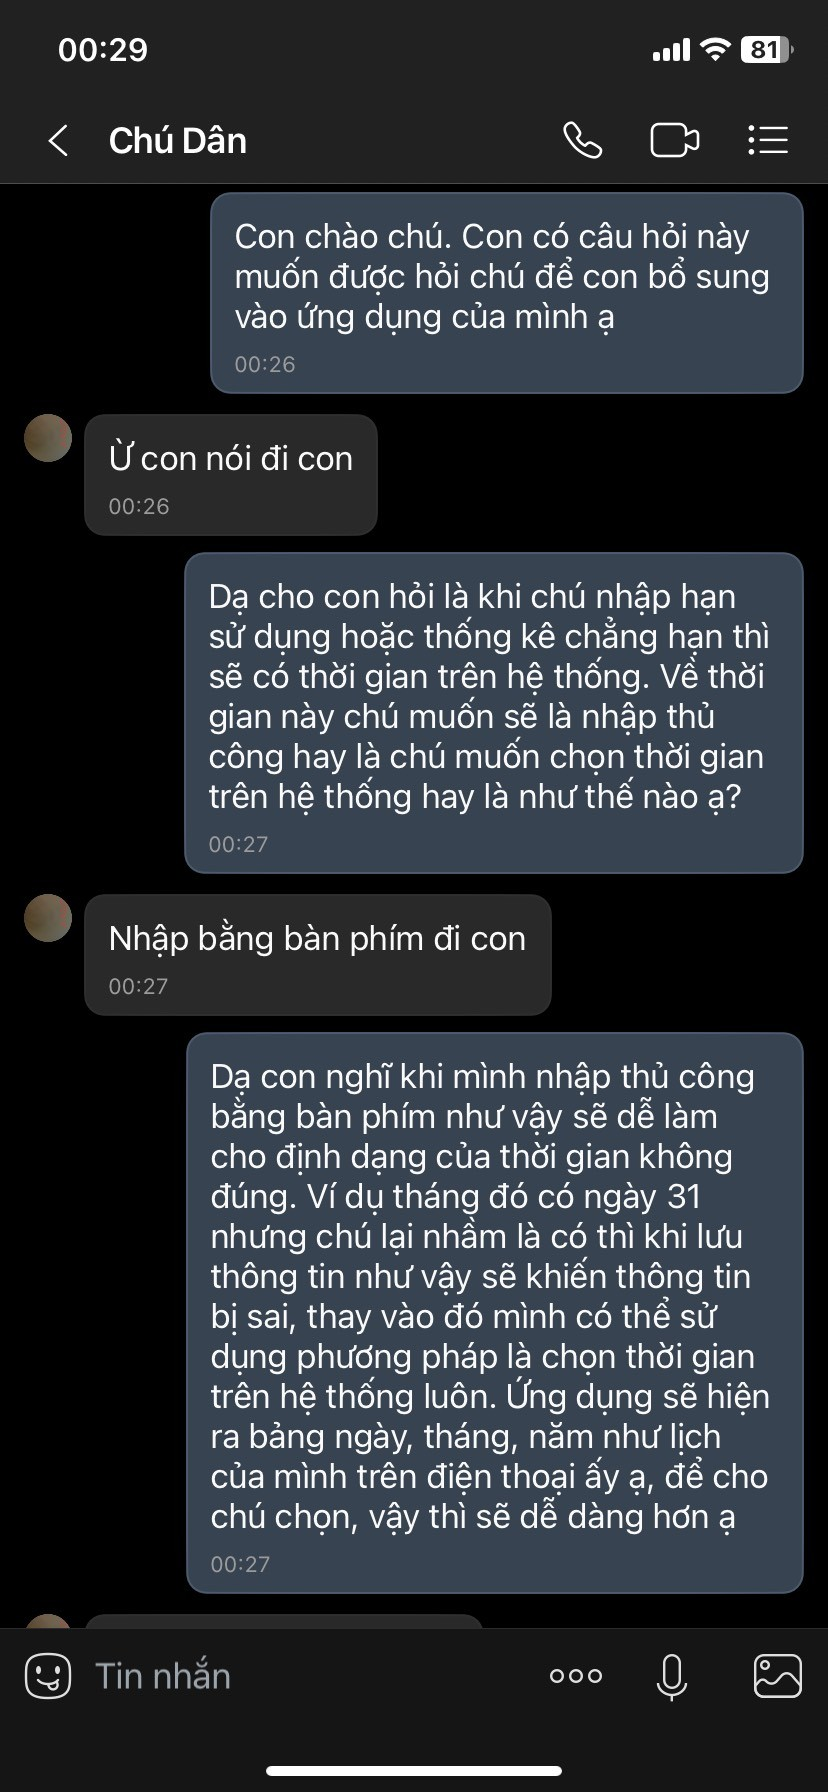 00:29
81
Chú Dân
Con chào chú. Con có câu hỏi này
muốn được hỏi chú để con bổ sung
vào ứng dụng của mình ạ
00:26
Ừ con nói đi con
00:26
Dạ cho con hỏi là khi chú nhập hạn
sử dụng hoặc thống kê chẳng hạn thì
sẽ có thời gian trên hệ thống. Về thời
gian này chú muốn sẽ là nhập thủ
công hay là chú muốn chọn thời gian
trên hệ thống hay là như thế nào ạ?
00:27
Nhập bằng bàn phím đi con
00:27
Dạ con nghĩ khi mình nhập thủ công
bằng bàn phím như vậy sẽ dễ làm
cho định dạng của thời gian không
đúng. Ví dụ tháng đó có ngày 31
nhưng chú lại nhầm là có thì khi lưu
thông tin như vậy sẽ khiến thông tin
bị sai, thay vào đó mình có thể sử
dụng phương pháp là chọn thời gian
trên hệ thống luôn. Ứng dụng sẽ hiện
ra bảng ngày, tháng, năm như lịch
của mình trên điện thoại ấy ạ, để cho
chú chọn, vậy thì sẽ dễ dàng hơn ạ
00:27
Tin nhắn